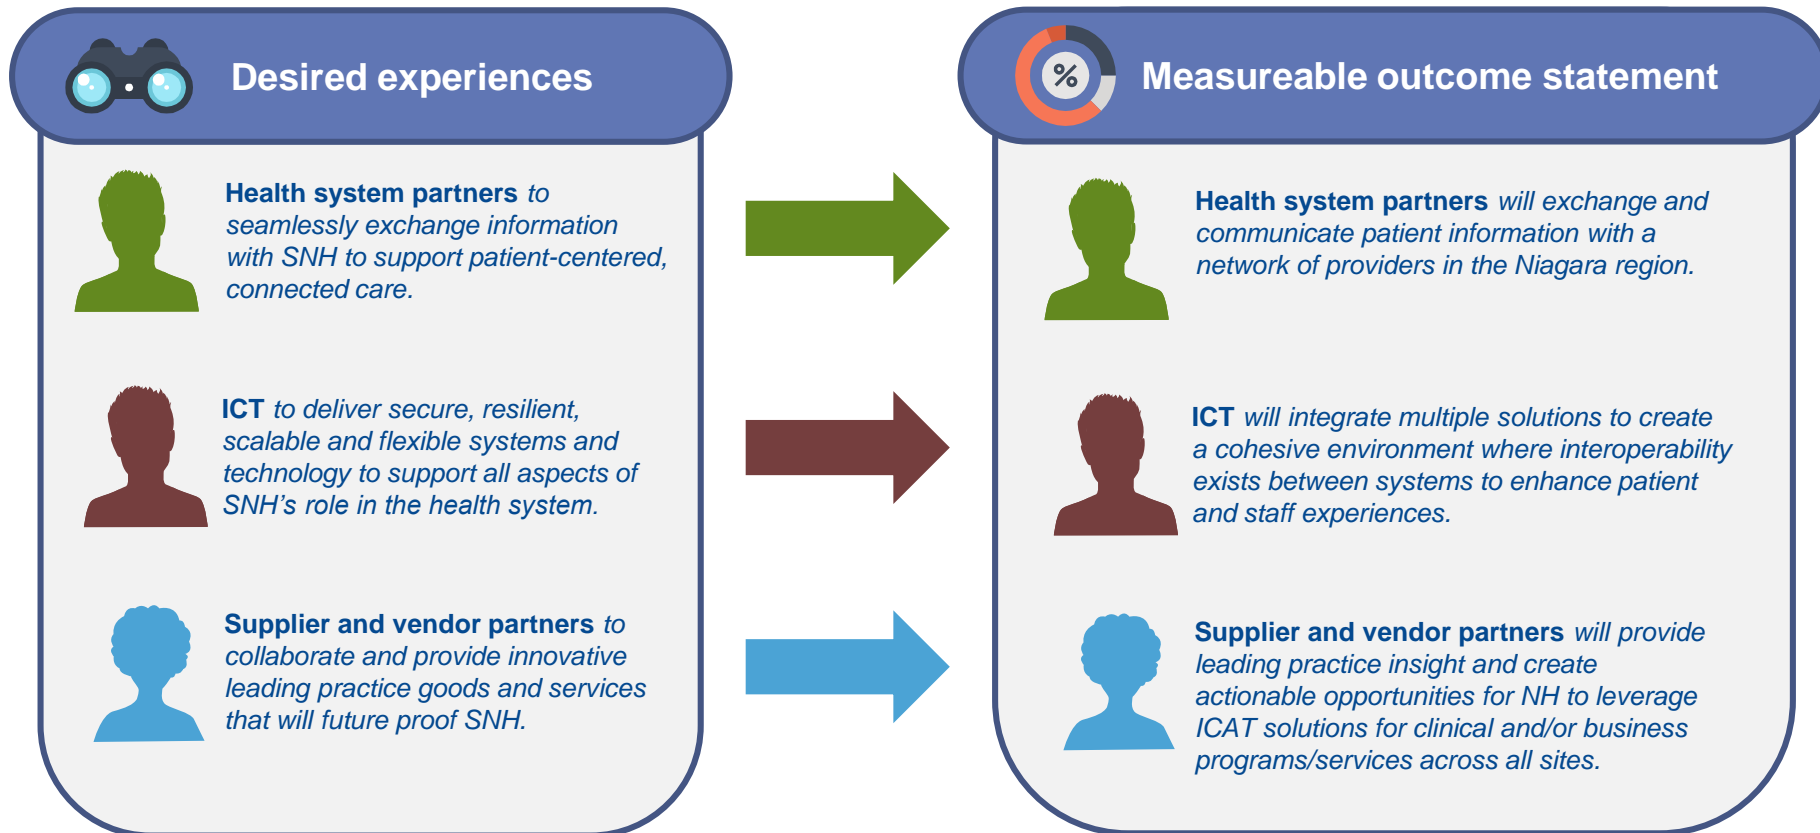 Desired experiences
Health system partners to
seamlessly exchange information
with SNH to support patient-centered,
connected care.
ICT to deliver secure, resilient,
scalable and flexible systems and
technology to support all aspects of
SNH’s role in the health system.
Supplier and vendor partners to
collaborate and provide innovative
leading practice goods and services
that will future proof SNH.
%
Measureable outcome statement
Health system partners will exchange and
communicate patient information with a
network of providers in the Niagara region.
ICT will integrate multiple solutions to create
a cohesive environment where interoperability
exists between systems to enhance patient
and staff experiences.
Supplier and vendor partners will provide
leading practice insight and create
actionable opportunities for NH to leverage
ICAT solutions for clinical and/or business
programs/services across all sites.